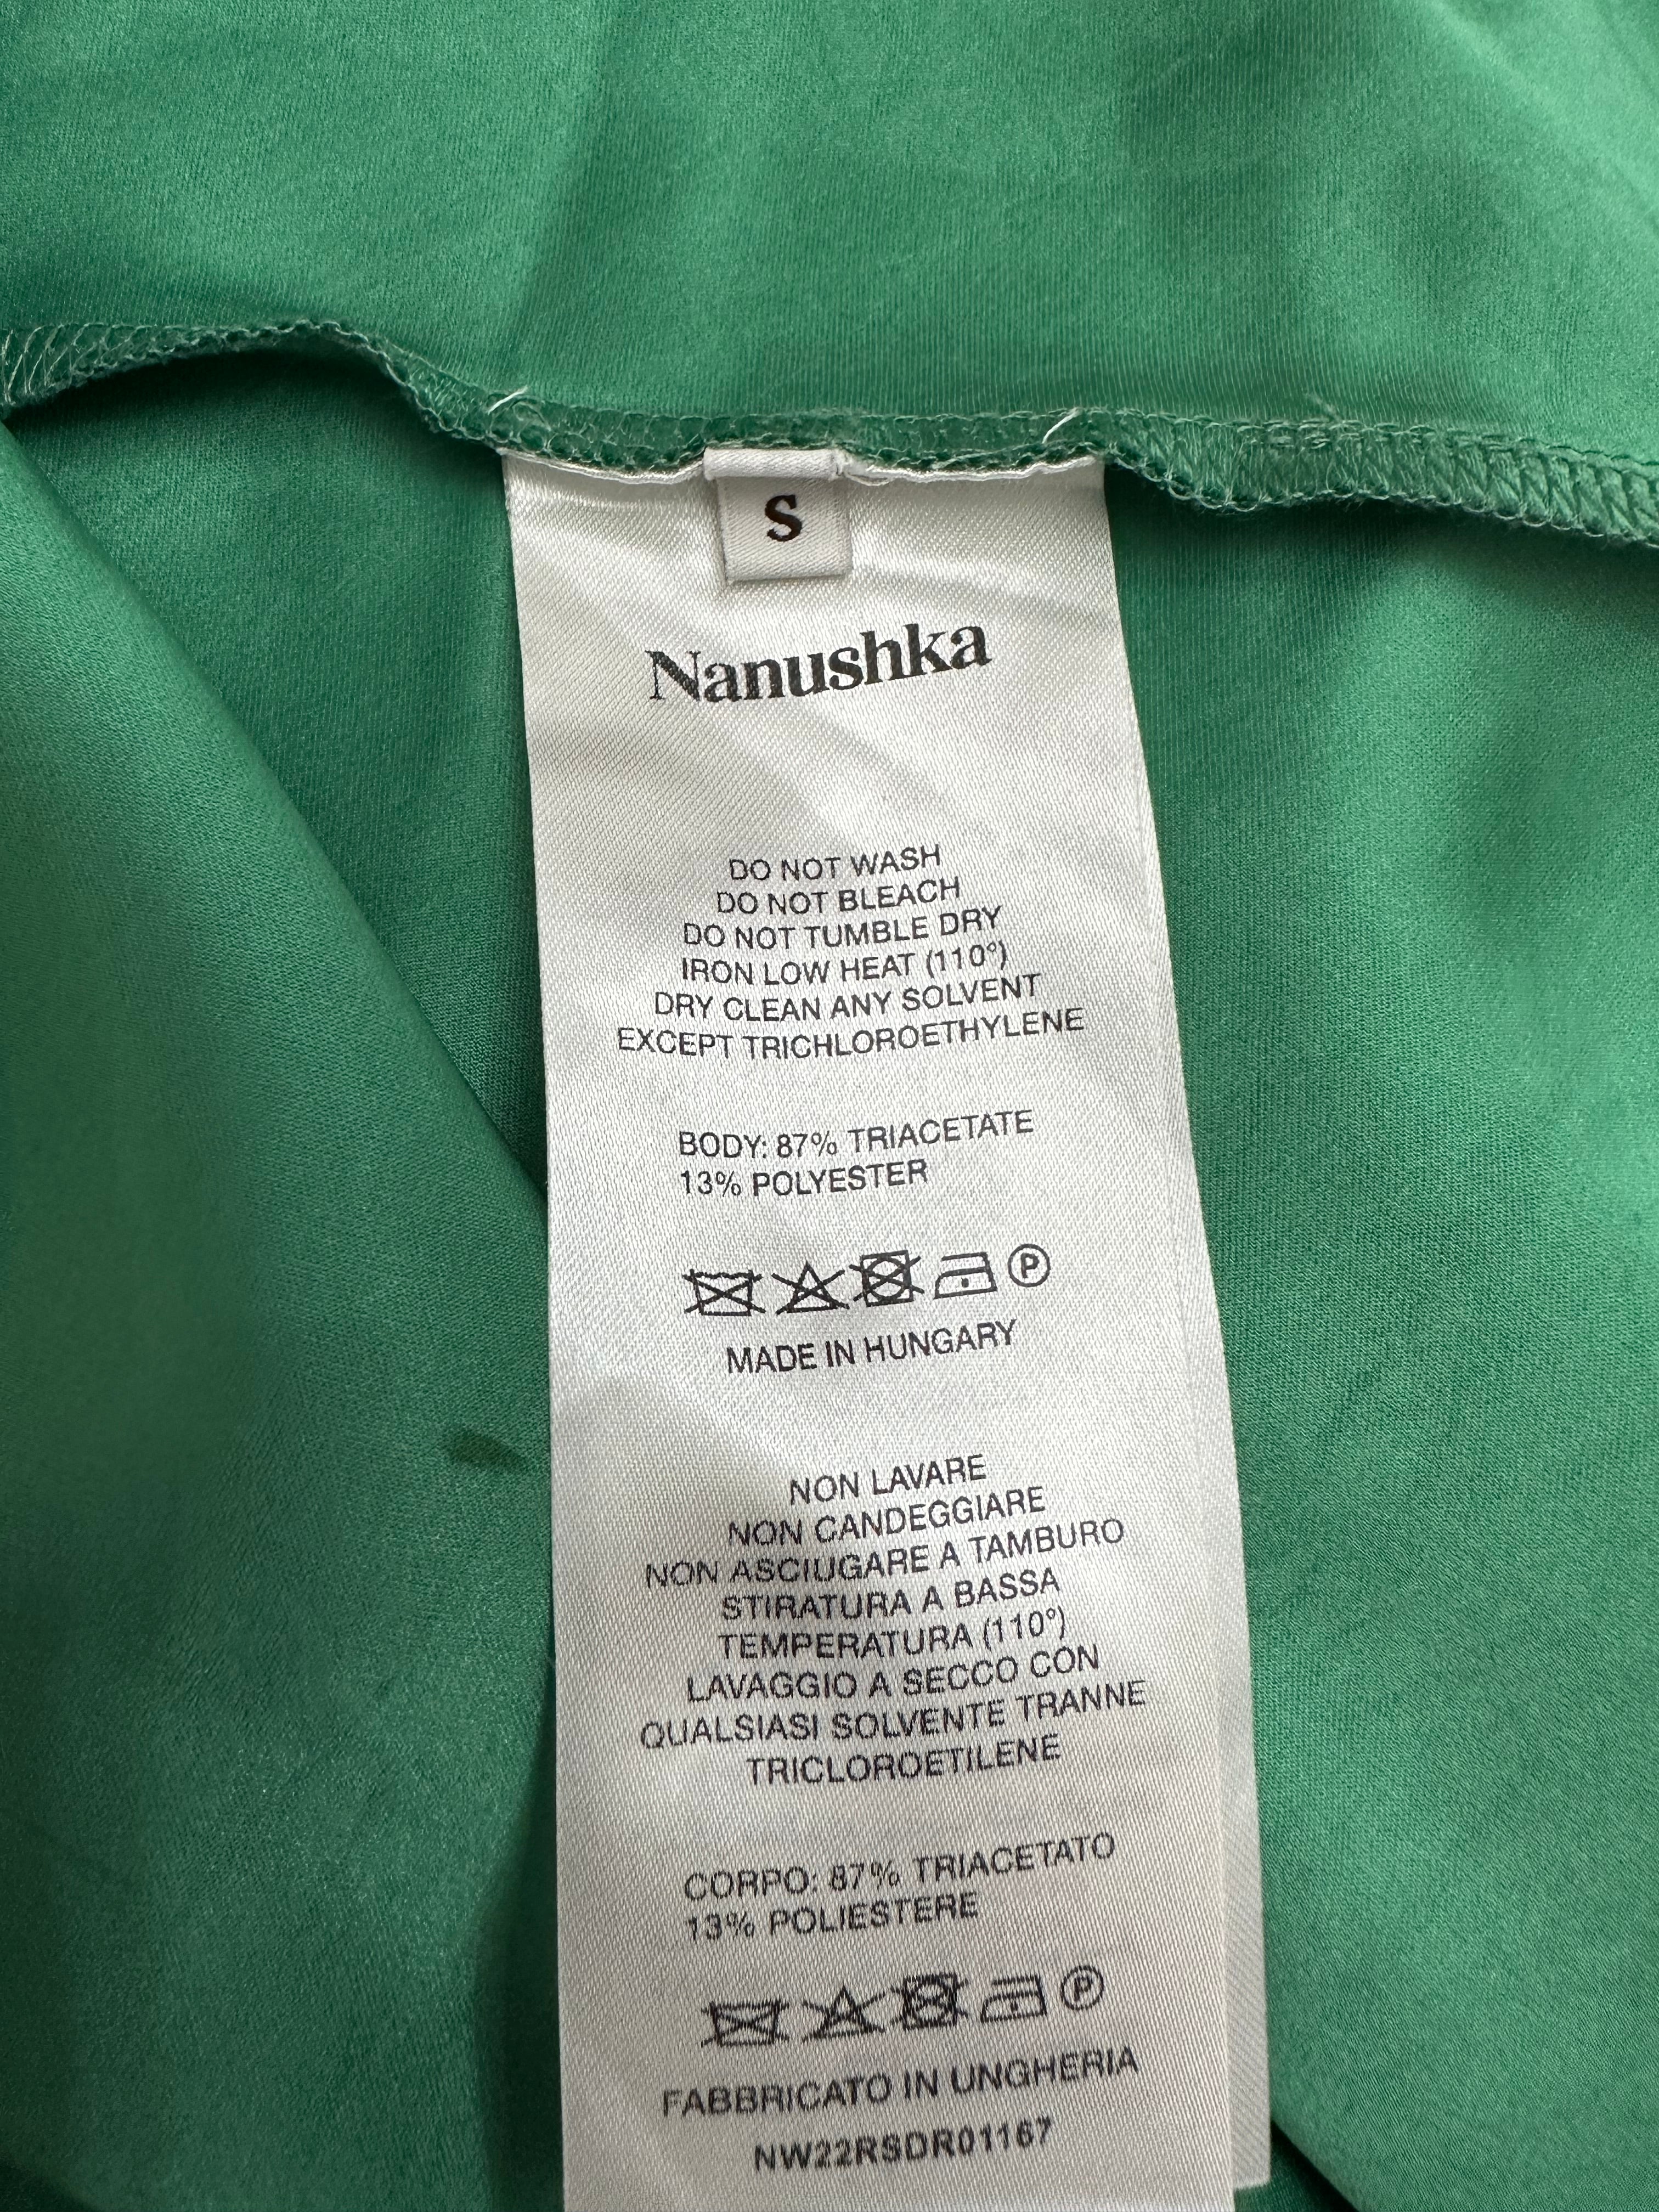 S
Nanushka
DO NOT WASH
DO NOT BLEACH
DO NOT TUMBLE DRY
IRON LOW HEAT (110°)
DRY CLEAN ANY SOLVENT
EXCEPT TRICHLOROETHYLENE
BODY: 87% TRIACETATE
13% POLYESTER
P
MADE IN HUNGARY
NON LAVARE
NON CANDEGGIARE
NON ASCIUGARE A TAMBURO
STIRATURA A BASSA
TEMPERATURA (110°)
LAVAGGIO A SECCO CON
QUALSIASI SOLVENTE TRANNE
TRICLOROETILENE
CORPO: 87% TRIACETATO
13% POLIESTERE
P
FABBRICATO IN UNGHERIA
NW22RSDR01167